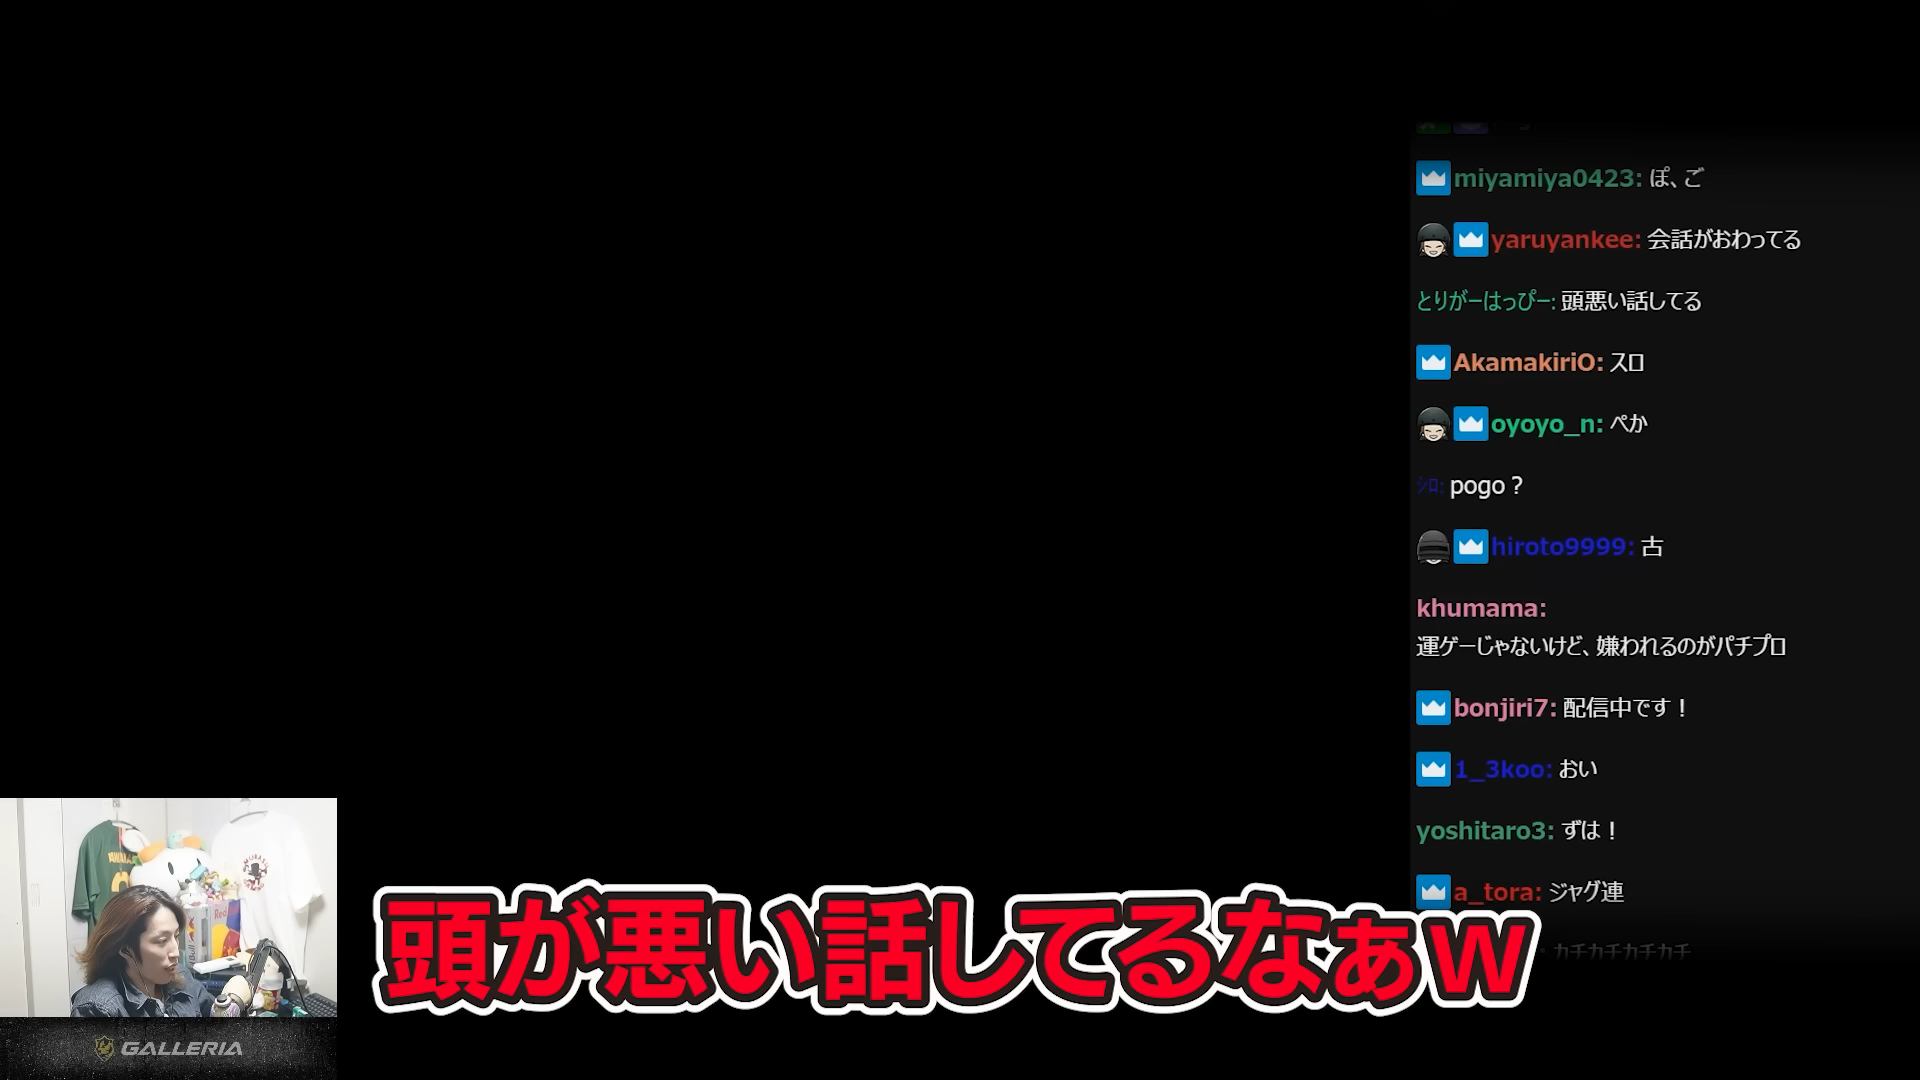 miyamiya0423: ぽ、ご
yaruyankee: 会話がおわってる
とりがーはっぴー: 頭悪い話してる
AkamakiriO: スロ
oyoyo_n: ぺか
シロ: pogo？
hiroto9999: 古
khumama:
運ゲーじゃないけど、嫌われるのがパチプロ
bonjiri7: 配信中です！
1_3koo: おい
yoshitaro3: ずは！
a_tora: ジャグ連
カチカチカチカチ
頭が悪い話してるなぁw
GALLERIA
Red